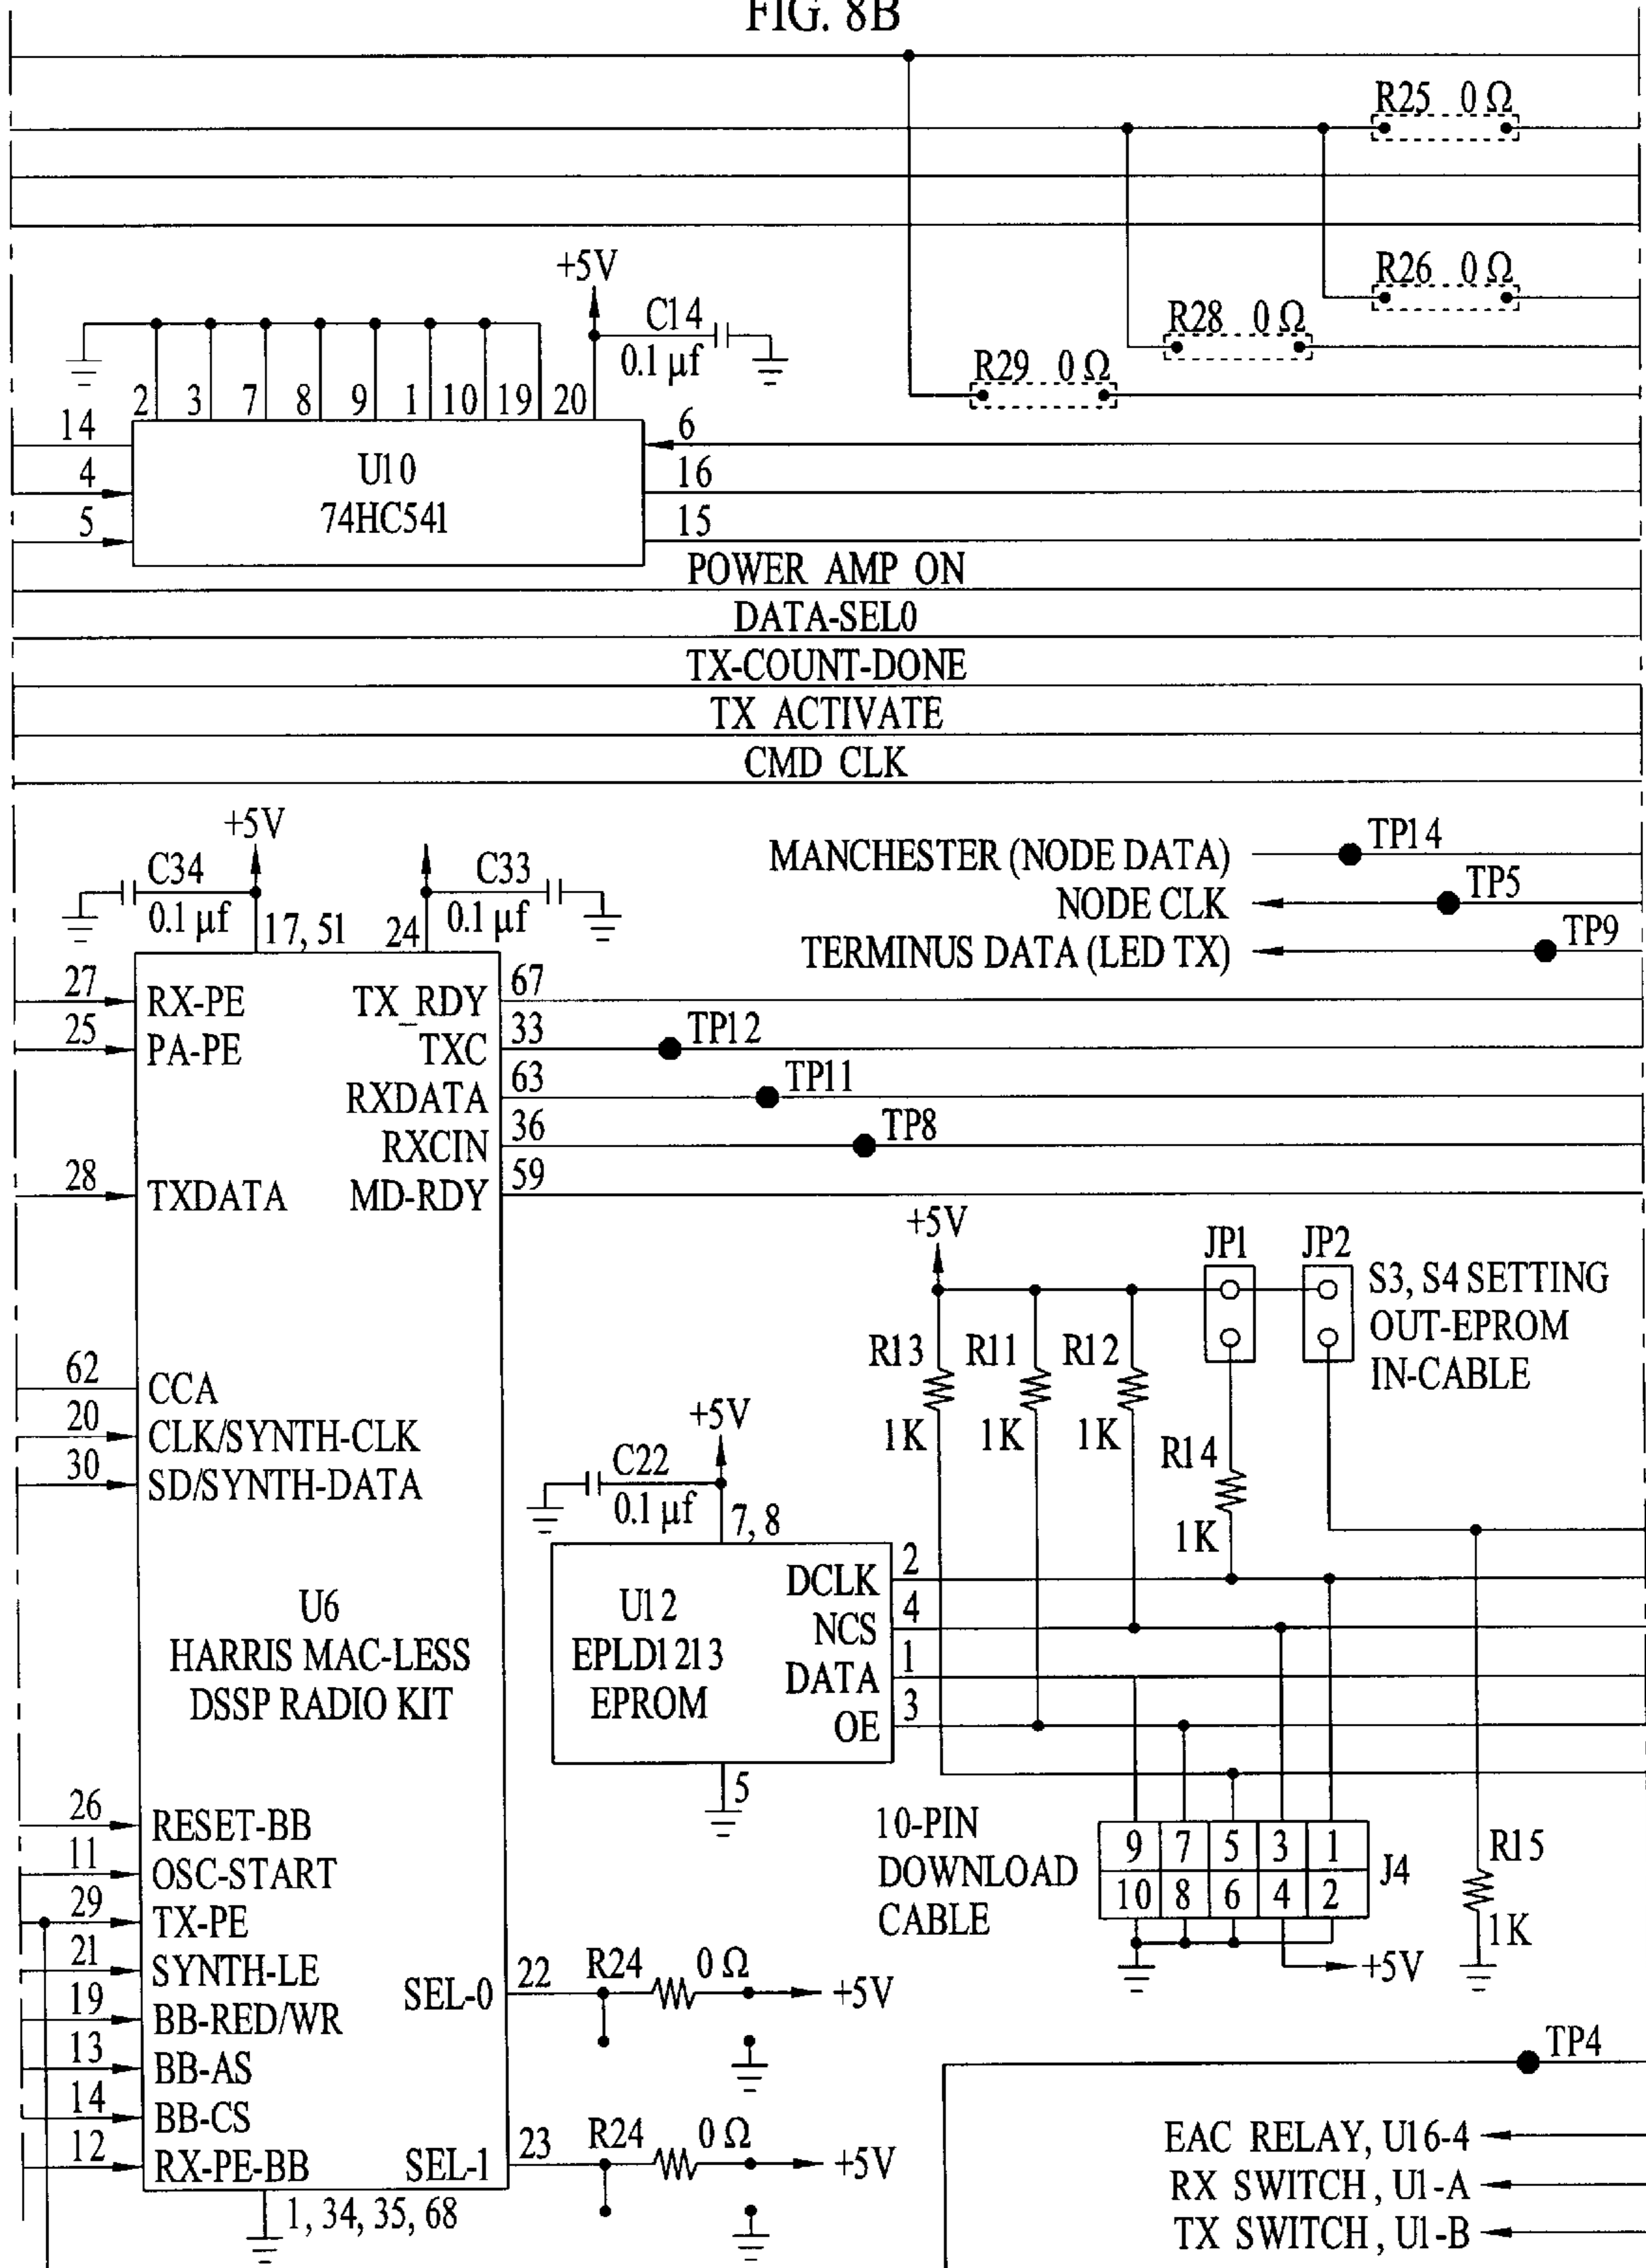 FIG. 8B
R25 0 Ω
R26 0 Ω
R28 0 Ω
R29 0 Ω
+5V
C14
0.1 µf
2 3 7 8 9 1 10 19 20
14
4
5
U10
74HC541
6
16
15
POWER AMP ON
DATA-SEL0
TX-COUNT-DONE
TX ACTIVATE
CMD CLK
+5V
C34
0.1 µf
17, 51
24
C33
0.1 µf
MANCHESTER (NODE DATA)
TP14
NODE CLK
TP5
TERMINUS DATA (LED TX)
TP9
27 RX-PE
25 PA-PE
28 TXDATA
62 CCA
20 CLK/SYNTH-CLK
30 SD/SYNTH-DATA
TX_RDY 67
TXC 33 TP12
RXDATA 63 TP11
RXCIN 36 TP8
MD-RDY 59
U6
HARRIS MAC-LESS
DSSP RADIO KIT
26 RESET-BB
11 OSC-START
29 TX-PE
21 SYNTH-LE
19 BB-RED/WR
13 BB-AS
14 BB-CS
12 RX-PE-BB
SEL-0 22 R24 0 Ω +5V
SEL-1 23 R24 0 Ω +5V
1, 34, 35, 68
+5V
JP1
JP2
S3, S4 SETTING
OUT-EPROM
IN-CABLE
R13
1K
R11
1K
R12
1K
R14
1K
+5V
C22
0.1 µf
7, 8
U12
EPLD1213
EPROM
DCLK 2
NCS 4
DATA 1
OE 3
5
10-PIN
DOWNLOAD
CABLE
9 7 5 3 1
10 8 6 4 2
J4
+5V
R15
1K
TP4
EAC RELAY, U16-4
RX SWITCH, U1-A
TX SWITCH, U1-B